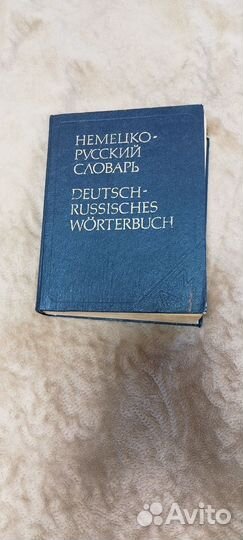 НЕМЕЦКО-
РУССКИЙ
СЛОВАРЬ
DEUTSCH-
RUSSISCHES
WÖRTERBUCH
Avito